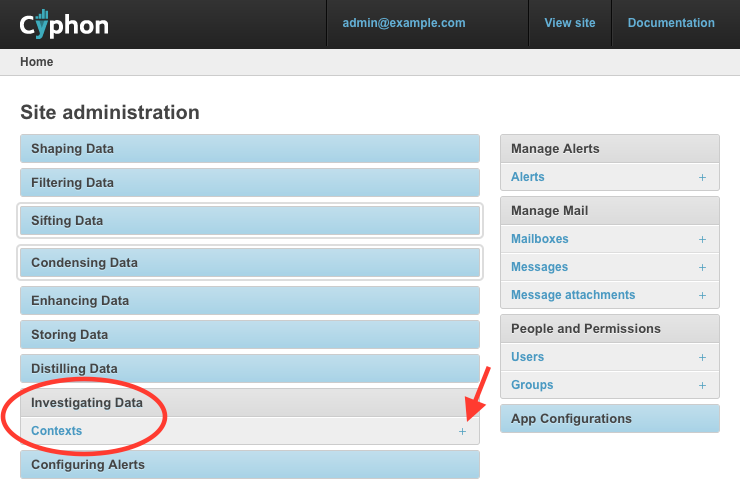 Cyphon
admin@example.com
View site
Documentation
Home
Site administration
Shaping Data
Filtering Data
Sifting Data
Condensing Data
Enhancing Data
Storing Data
Distilling Data
Investigating Data
Contexts +
Configuring Alerts
Manage Alerts
Alerts +
Manage Mail
Mailboxes +
Messages +
Message attachments +
People and Permissions
Users +
Groups +
App Configurations